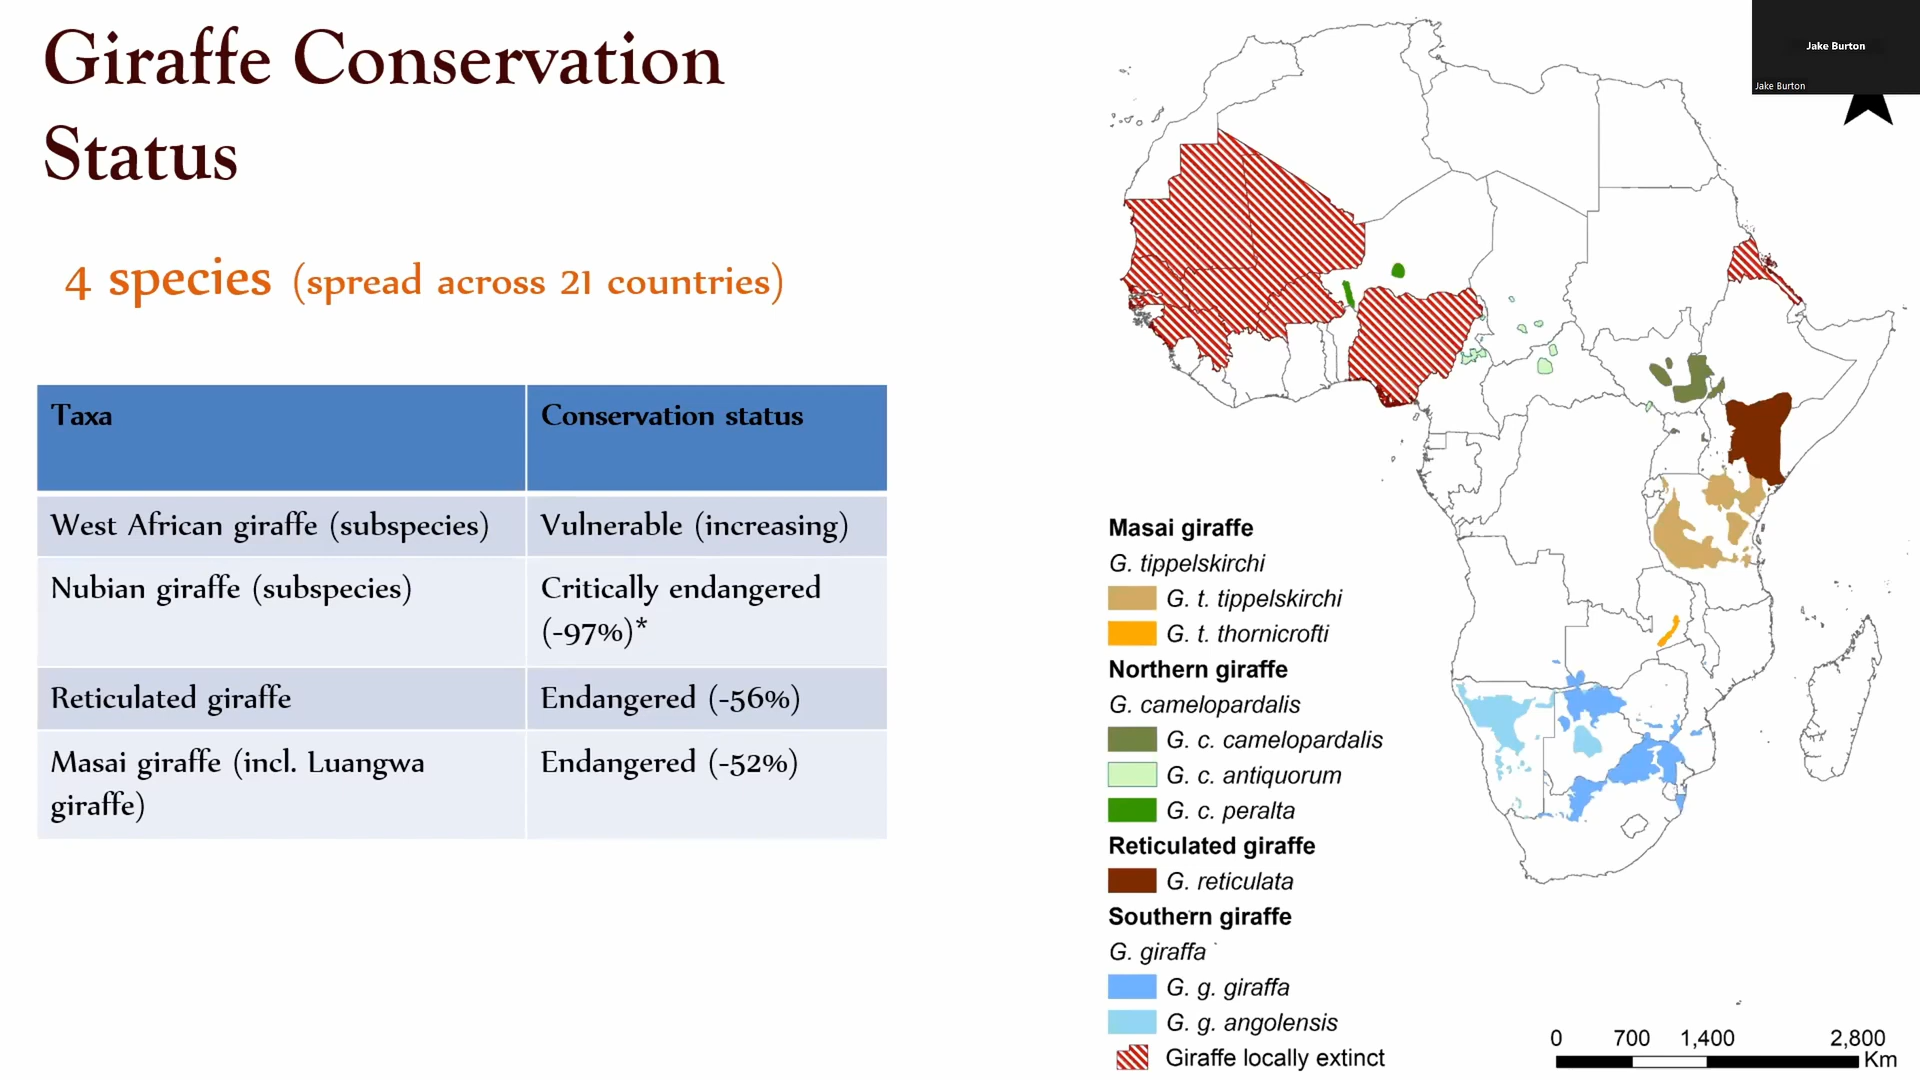 Giraffe Conservation
Status
4 species (spread across 21 countries)
Taxa
Conservation status
West African giraffe (subspecies)
Vulnerable (increasing)
Nubian giraffe (subspecies)
Critically endangered
(-97%)*
Reticulated giraffe
Endangered (-56%)
Masai giraffe (incl. Luangwa
giraffe)
Endangered (-52%)
Jake Burton
Jake Burton
Masai giraffe
G. tippelskirchi
G. t. tippelskirchi
G. t. thornicrofti
Northern giraffe
G. camelopardalis
G. c. camelopardalis
G. c. antiquorum
G. c. peralta
Reticulated giraffe
G. reticulata
Southern giraffe
G. giraffa
G. g. giraffa
G. g. angolensis
Giraffe locally extinct
0 700 1,400 2,800
Km